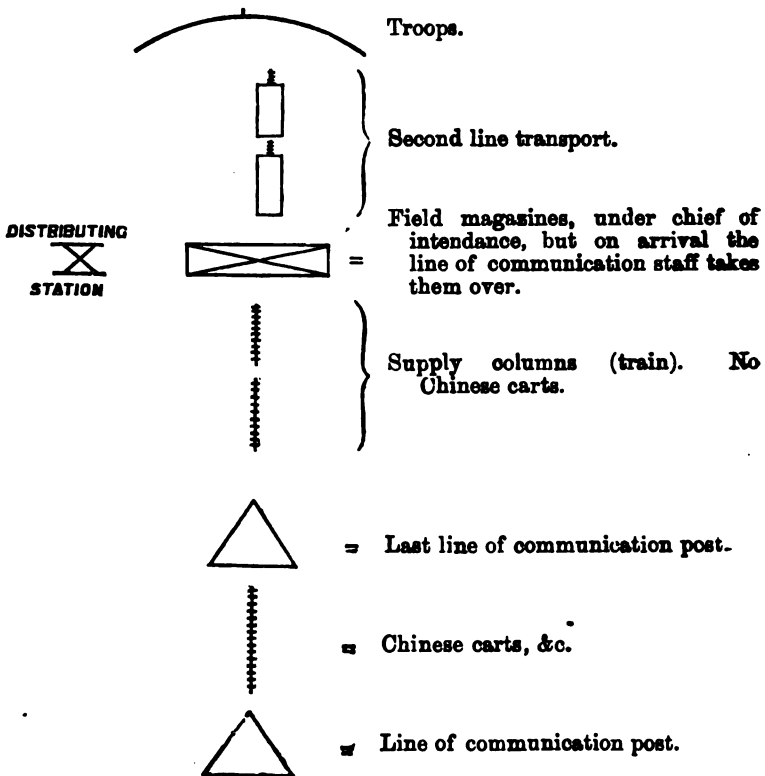 Troops.
Second line transport.
DISTRIBUTING
STATION
Field magazines, under chief of
intendance, but on arrival the
line of communication staff takes
them over.
=
Supply columns (train). No
Chinese carts.
= Last line of communication post.
= Chinese carts, &c.
= Line of communication post.